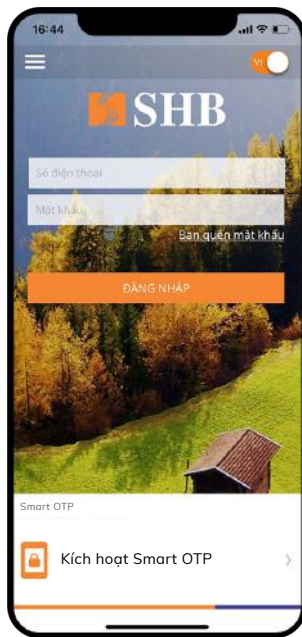 16:44
VI
SHB
Số điện thoại
Mật khẩu
Bạn quên mật khẩu
ĐĂNG NHẬP
Smart OTP
Kích hoạt Smart OTP